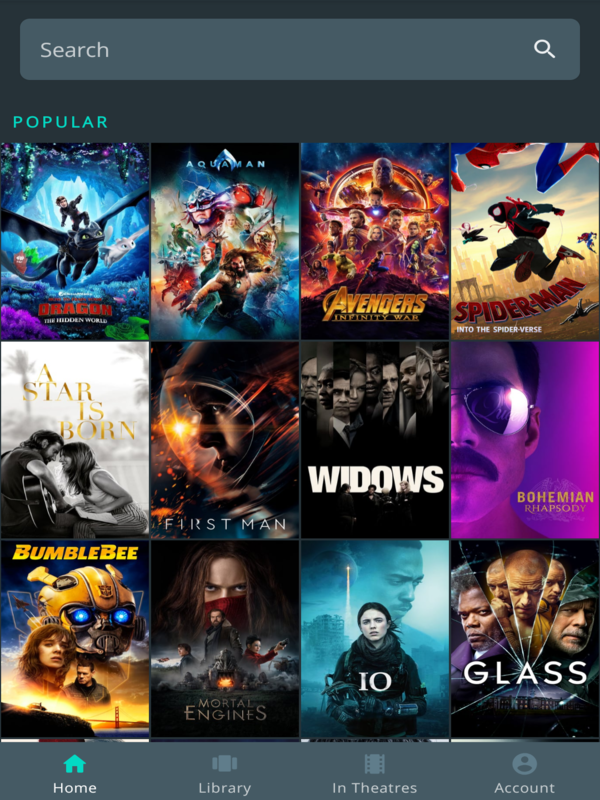 Search
POPULAR
AQUAMAN
DRAGON
THE HIDDEN WORLD
AVENGERS
INFINITY WAR
SPIDER-MAN
INTO THE SPIDER-VERSE
A
STAR
IS
BORN
FIRST MAN
WIDOWS
BOHEMIAN
RHAPSODY
BUMBLEBEE
MORTAL
ENGINES
IO
GLASS
Home
Library
In Theatres
Account